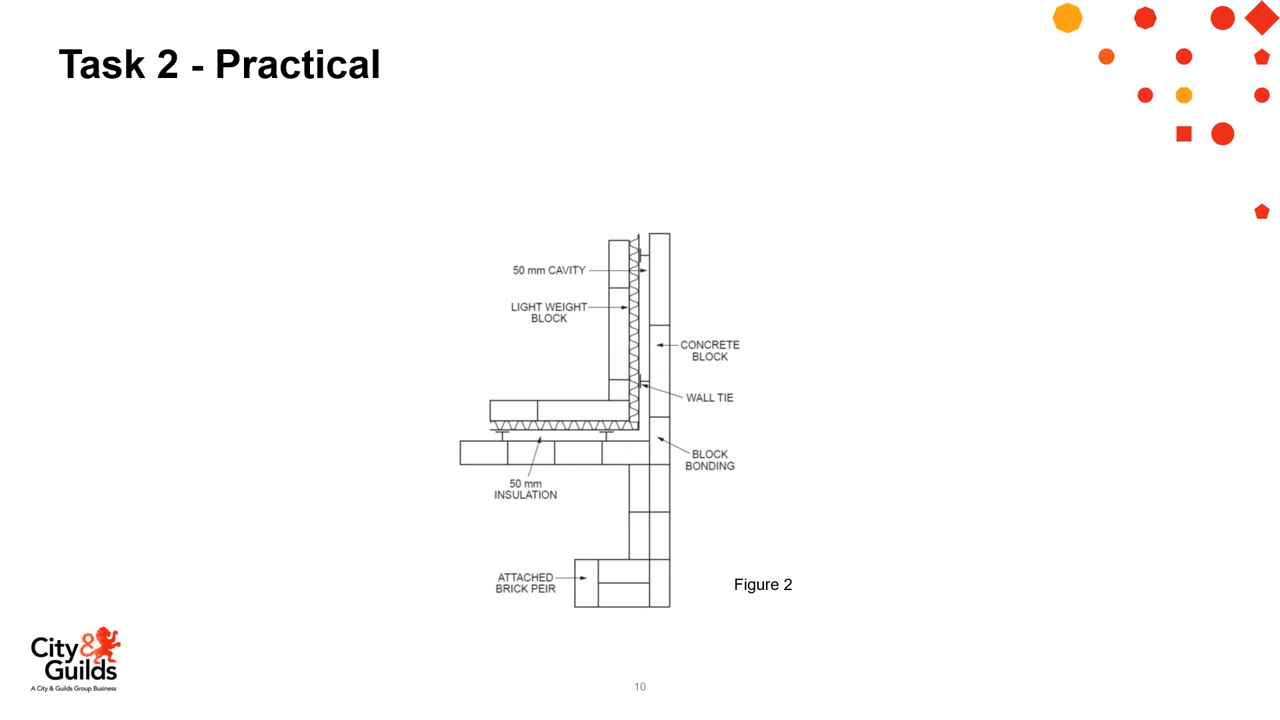 Task 2 - Practical
50 mm CAVITY
LIGHT WEIGHT
BLOCK
CONCRETE
BLOCK
WALL TIE
BLOCK
BONDING
50 mm
INSULATION
ATTACHED
BRICK PEIR
Figure 2
City&
Guilds
A City & Guilds Group Business
10